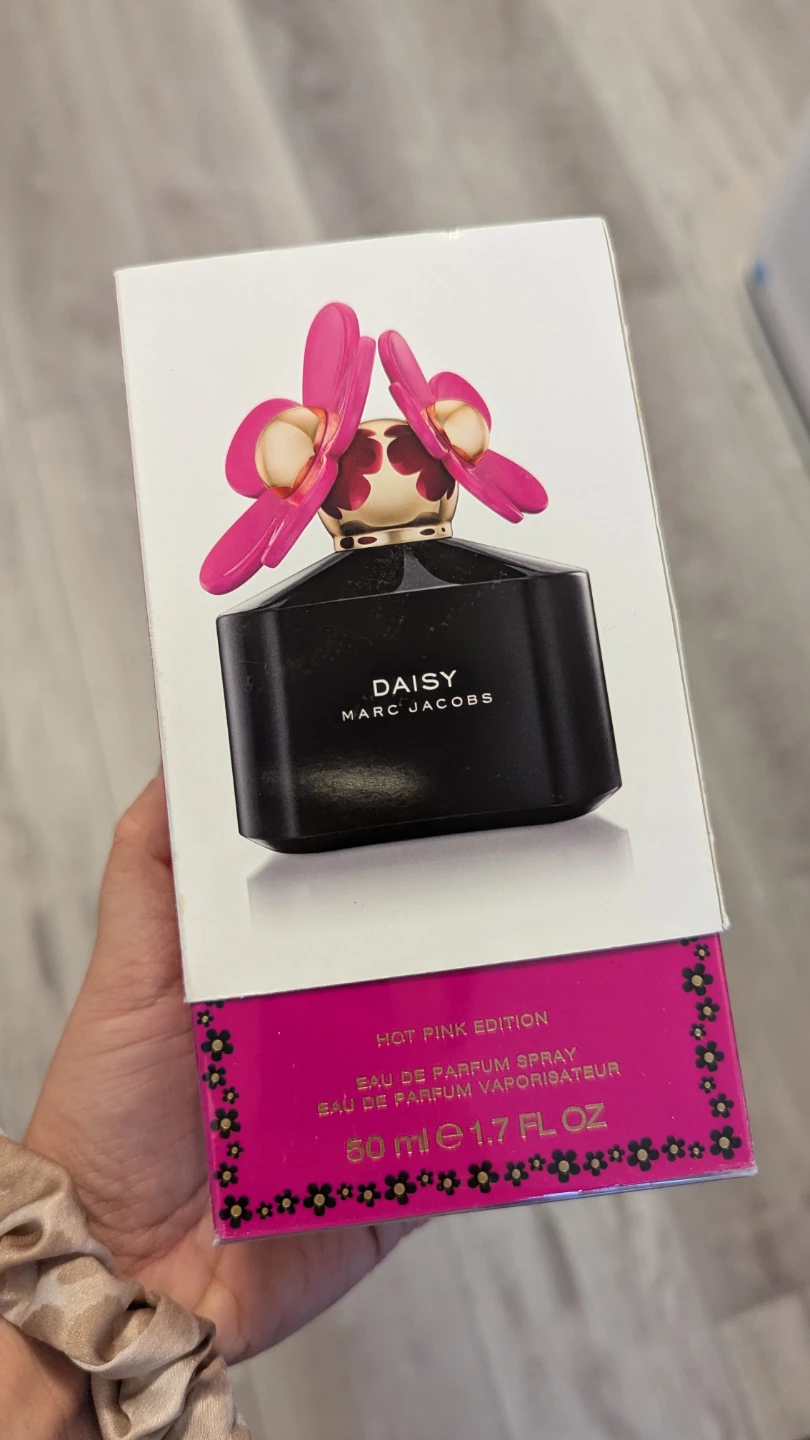 DAISY
MARC JACOBS
HOT PINK EDITION
EAU DE PARFUM SPRAY
EAU DE PARFUM VAPORISATEUR
50 ml ℮ 1.7 FL OZ